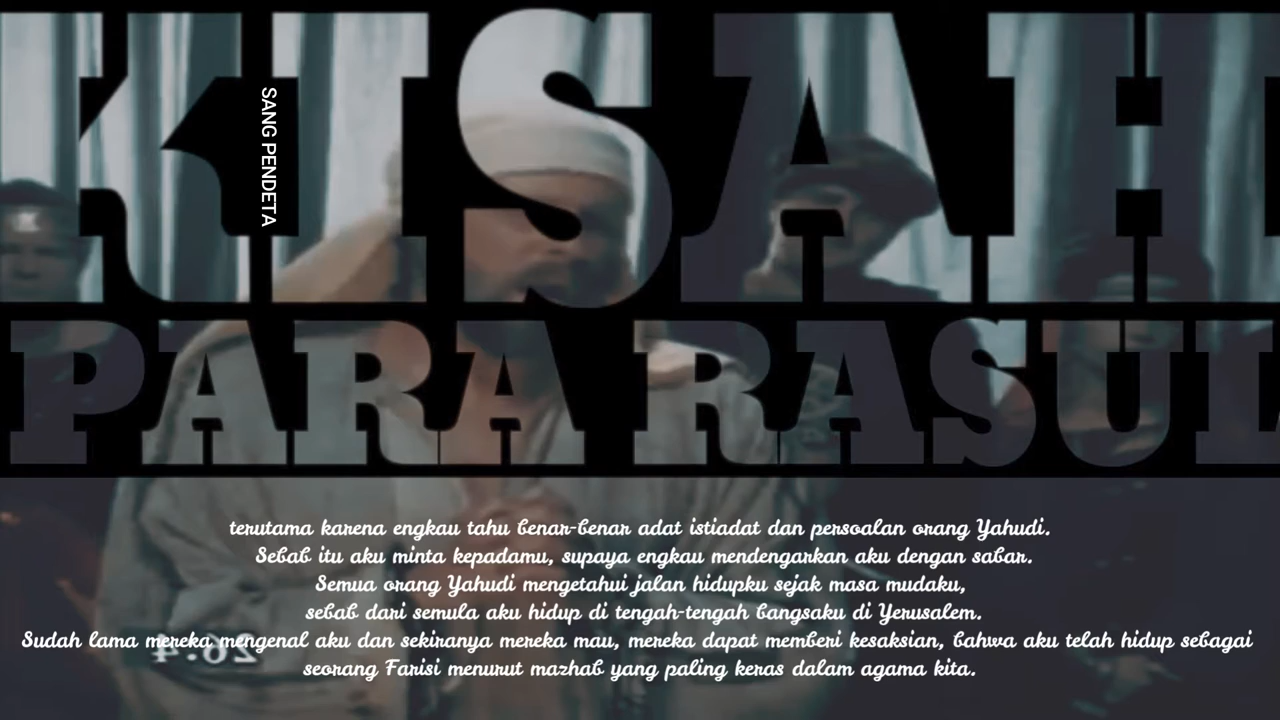 KISAH
SANG PENDETA
PARA RASUL
terutama karena engkau tahu benar-benar adat istiadat dan persoalan orang Yahudi.
Sebab itu aku minta kepadamu, supaya engkau mendengarkan aku dengan sabar.
Semua orang Yahudi mengetahui jalan hidupku sejak masa mudaku,
sebab dari semula aku hidup di tengah-tengah bangsaku di Yerusalem.
Sudah lama mereka mengenal aku dan sekiranya mereka mau, mereka dapat memberi kesaksian, bahwa aku telah hidup sebagai
26:4
seorang Farisi menurut mazhab yang paling keras dalam agama kita.